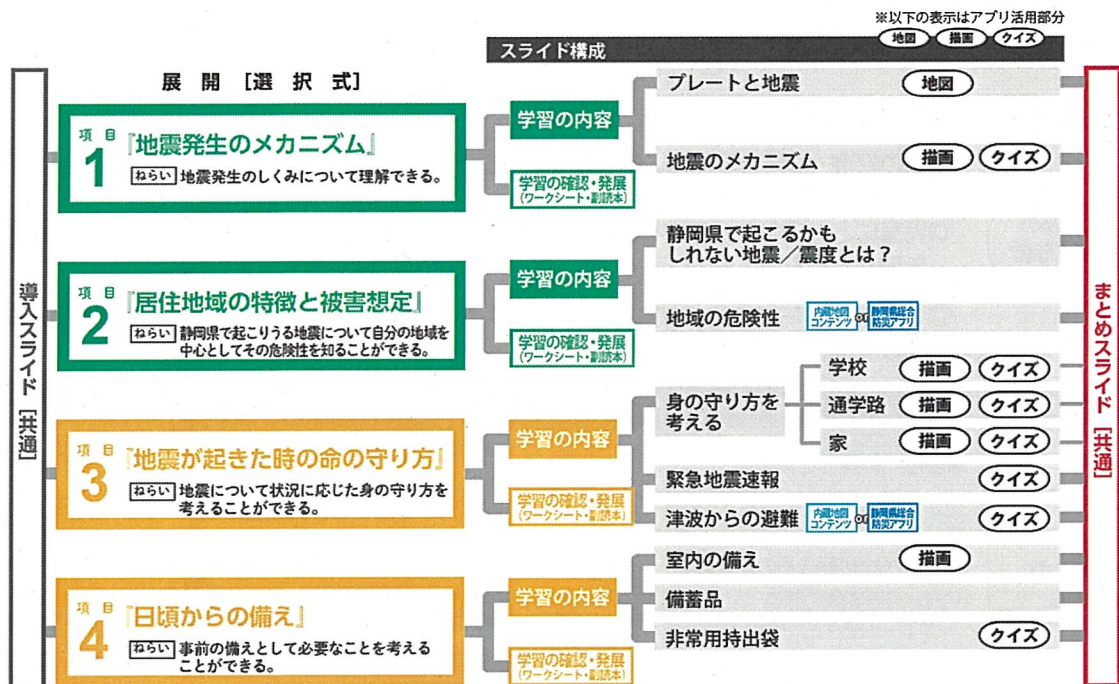 ※以下の表示はアプリ活用部分
地図 描画 クイズ
スライド構成
展開［選択式］
導入スライド［共通］
項目
1
『地震発生のメカニズム』
ねらい 地震発生のしくみについて理解できる。
学習の内容
学習の確認・発展
(ワークシート・副読本)
プレートと地震 地図
地震のメカニズム 描画 クイズ
項目
2
『居住地域の特徴と被害想定』
ねらい 静岡県で起こりうる地震について自分の地域を
中心としてその危険性を知ることができる。
学習の内容
学習の確認・発展
(ワークシート・副読本)
静岡県で起こるかも
しれない地震／震度とは？
地域の危険性 内蔵地図
コンテンツ or 静岡県総合
防災アプリ
項目
3
『地震が起きた時の命の守り方』
ねらい 地震について状況に応じた身の守り方を
考えることができる。
学習の内容
学習の確認・発展
(ワークシート・副読本)
身の守り方を
考える
学校 描画 クイズ
通学路 描画 クイズ
家 描画 クイズ
緊急地震速報 クイズ
津波からの避難 内蔵地図
コンテンツ or 静岡県総合
防災アプリ クイズ
項目
4
『日頃からの備え』
ねらい 事前の備えとして必要なことを考える
ことができる。
学習の内容
学習の確認・発展
(ワークシート・副読本)
室内の備え 描画
備蓄品
非常用持出袋 クイズ
まとめスライド［共通］